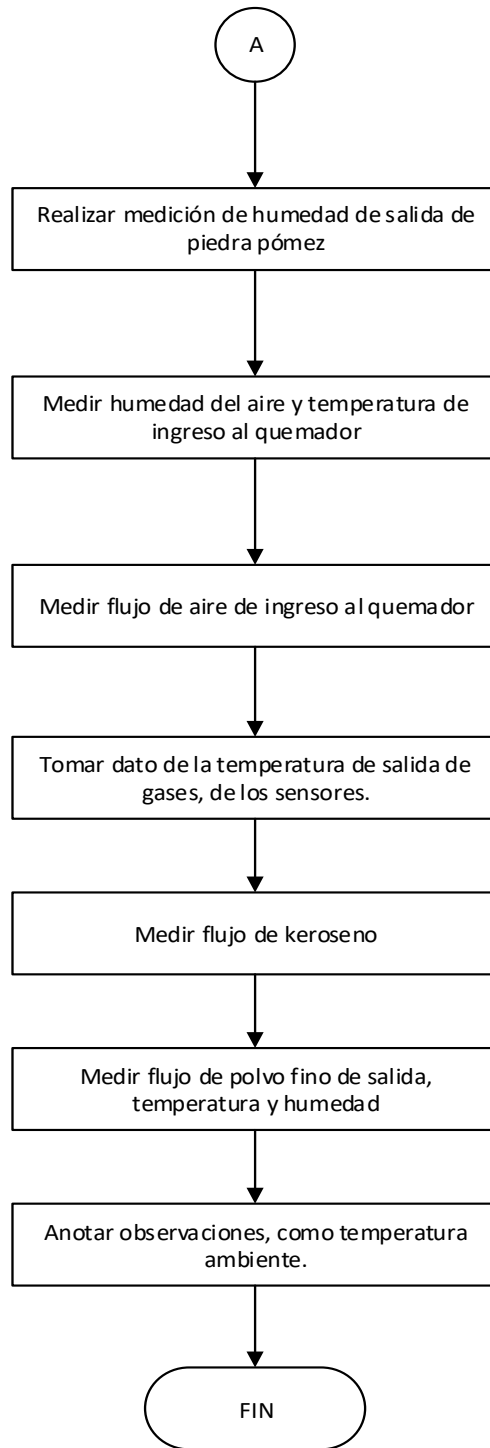 A
Realizar medición de humedad de salida de
piedra pómez
Medir humedad del aire y temperatura de
ingreso al quemador
Medir flujo de aire de ingreso al quemador
Tomar dato de la temperatura de salida de
gases, de los sensores.
Medir flujo de keroseno
Medir flujo de polvo fino de salida,
temperatura y humedad
Anotar observaciones, como temperatura
ambiente.
FIN